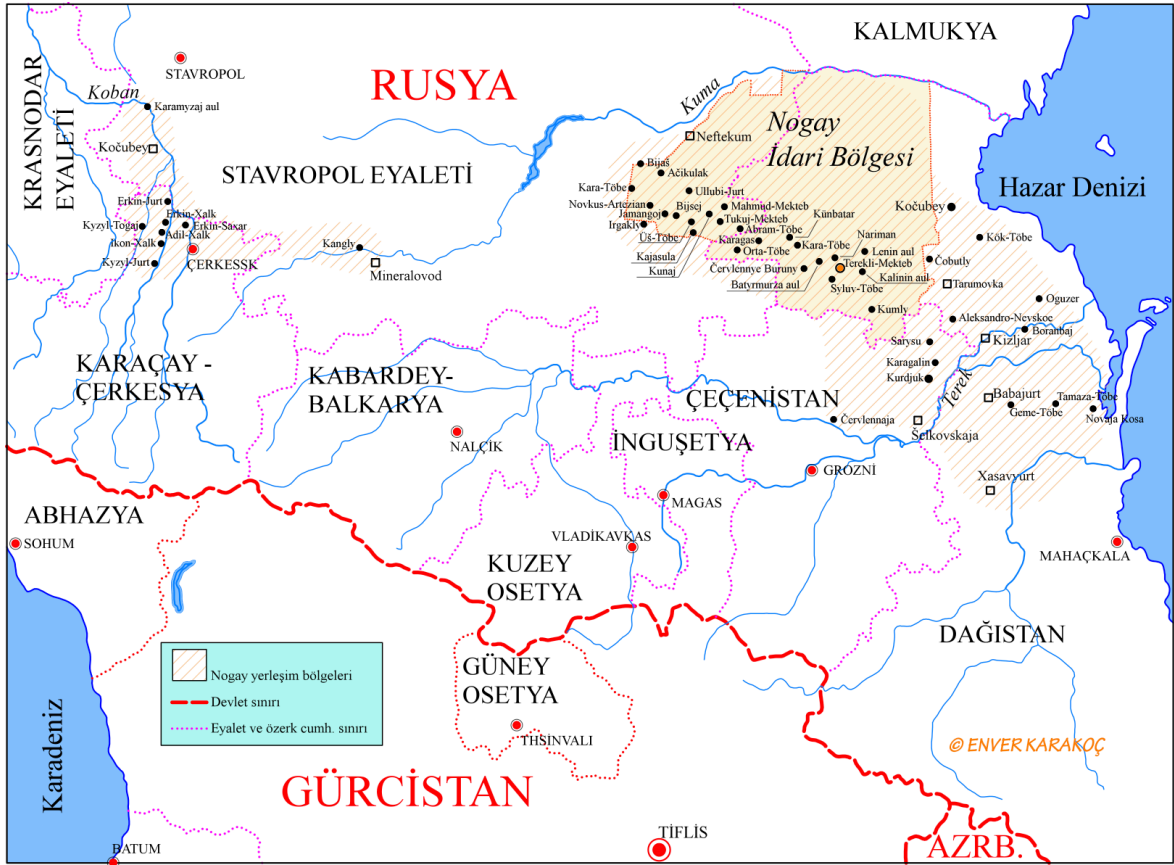 KALMUKYA
KRASNODAR
EYALETİ
STAVROPOL
RUSYA
Koban
Karamyzaj aul
Kuma
Neftekum
Nogay
İdari Bölgesi
Kočubey
STAVROPOL EYALETİ
Hazar Denizi
Bijaš
Ačikulak
Kara-Töbe
Ullubi-Jurt
Novkus-Artezian
Jamangoj
Bijsej
Mahmud-Mekteb
Irgakly
Üš-Töbe
Tukuj-Mekteb
Abram-Töbe
Künbatar
Kajasula
Kunaj
Karagas
Orta-Töbe
Kara-Töbe
Nariman
Lenin aul
Červlennye Buruny
Terekli-Mekteb
Batyrmurza aul
Kalinin aul
Syluv-Töbe
Kumly
Kočubey
Kök-Töbe
Čobutly
Tarumovka
Oguzer
Aleksandro-Nevskoe
Boranbaj
Sarysu
Kızljar
Karagalin
Kurdjuk
Terek
Babajurt
Geme-Töbe
Tamaza-Töbe
Novaja Kosa
Erkin-Jurt
Erkin-Xalk
Kyzyl-Togaj
Erkin-Saxar
Adil-Xalk
Ikon-Xalk
ÇERKESSK
Kyzyl-Jurt
Kangly
Mineralovod
KARAÇAY -
ÇERKESYA
KABARDEY-
BALKARYA
NALÇİK
ÇEÇENİSTAN
Červlennaja
Šelkovskaja
İNGUŞETYA
GROZNİ
Xasavyurt
MAGAS
ABHAZYA
SOHUM
VLADİKAVKAS
KUZEY
OSETYA
MAHAÇKALA
DAĞISTAN
GÜNEY
OSETYA
THSİNVALI
Nogay yerleşim bölgeleri
Devlet sınırı
Eyalet ve özerk cumh. sınırı
Karadeniz
GÜRCİSTAN
© ENVER KARAKOÇ
TİFLİS
AZRB.
BATUM